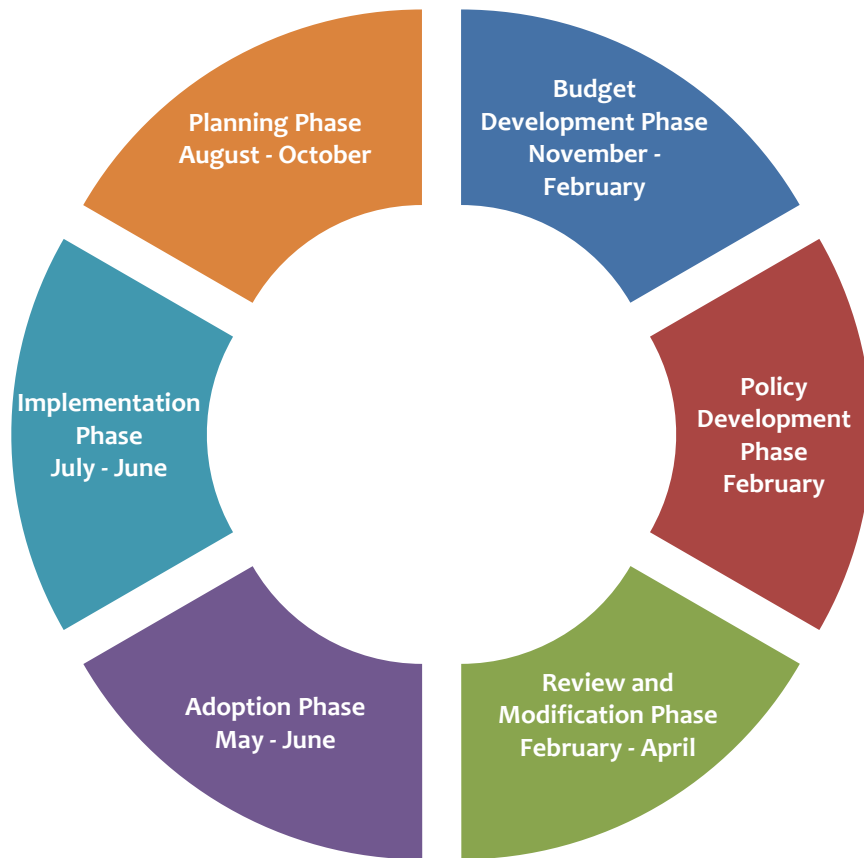 Planning Phase
August - October
Budget
Development Phase
November -
February
Policy
Development
Phase
February
Review and
Modification Phase
February - April
Adoption Phase
May - June
Implementation
Phase
July - June